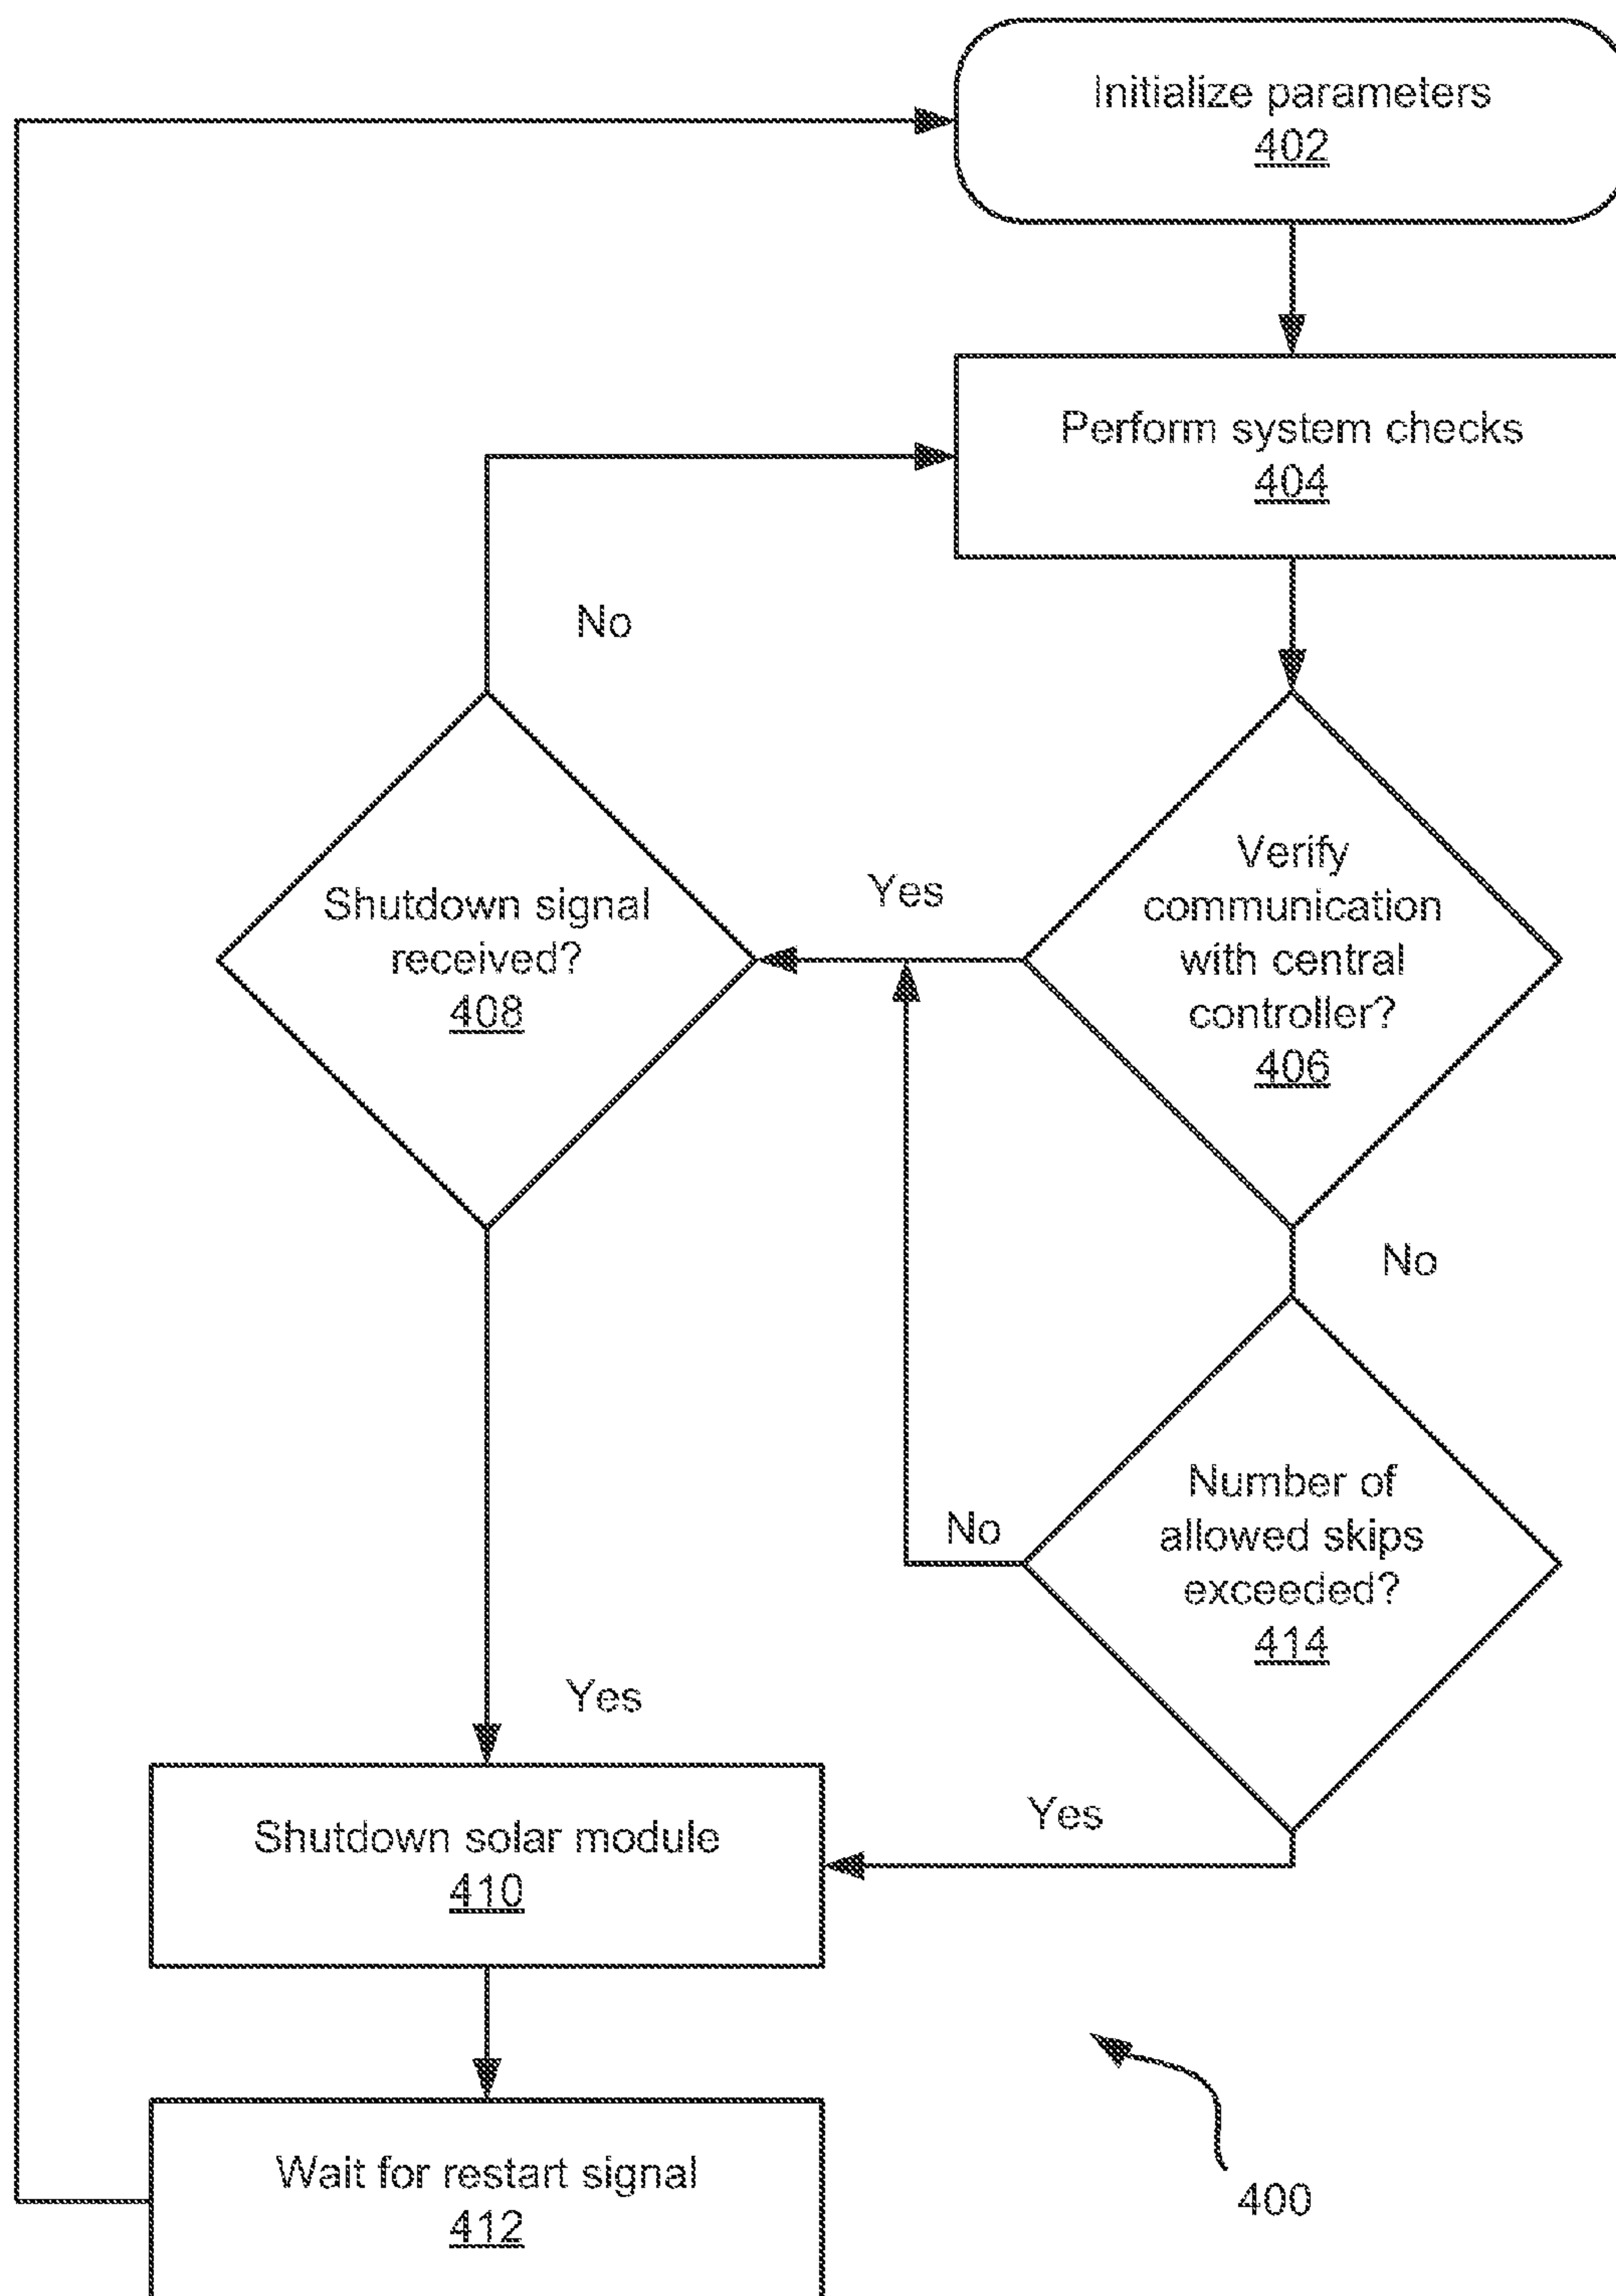 Initialize parameters
402
Perform system checks
404
No
Verify
communication
with central
controller?
406
Yes
Shutdown signal
received?
408
No
Number of
allowed skips
exceeded?
414
No
Yes
Yes
Shutdown solar module
410
Wait for restart signal
412
400